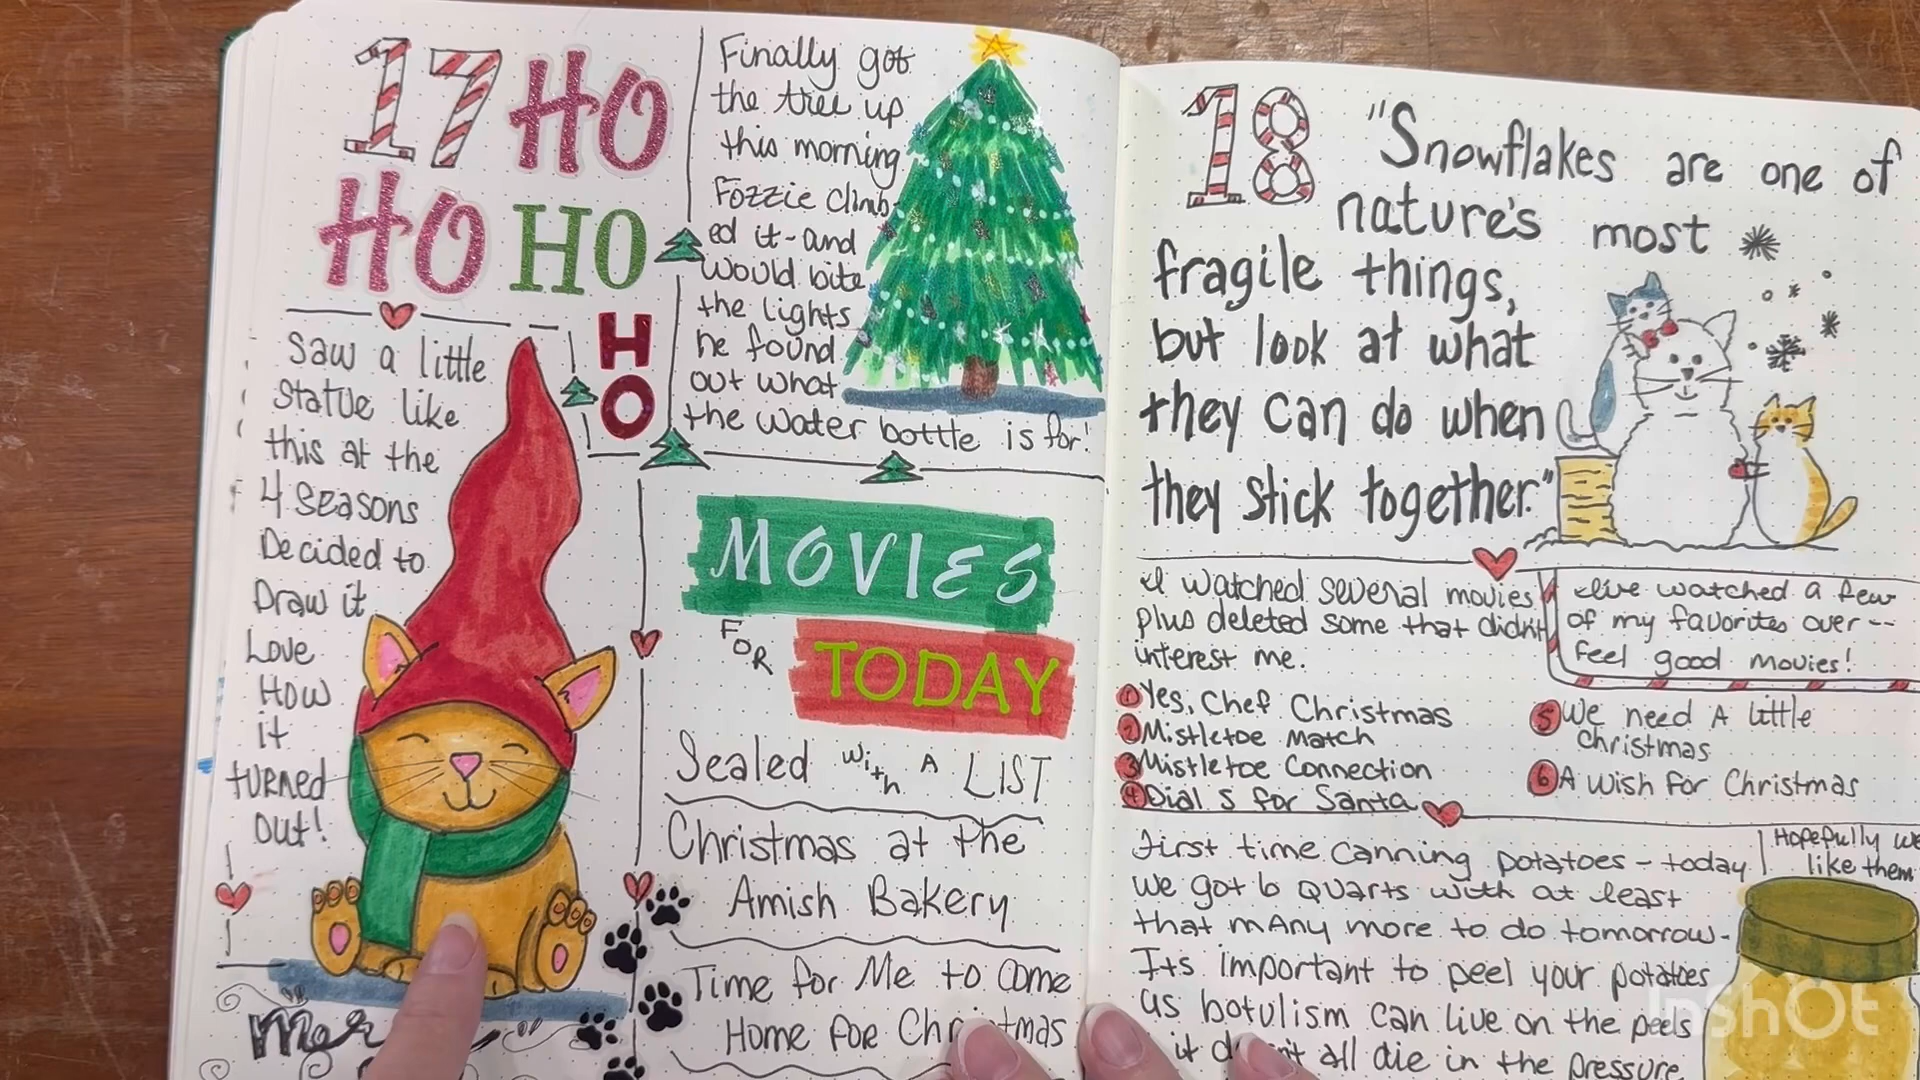 17 HO
HO HO
HO
Finally got
the tree up
this morning
Fozzie climb-
ed it - and
would bite
the lights
he found
out what
the water bottle is for!
Saw a little
statue like
this at the
4 seasons
Decided to
Draw it
Love
How
it
turned
out!
Mer
MOVIES
FOR
TODAY
Sealed with A LIST
Christmas at the
Amish Bakery
Time for Me to Come
Home for Christmas
18 "Snowflakes are one of
nature's most
fragile things,
but look at what
they can do when
they stick together."
I watched several movies
plus deleted some that didn't
interest me.
I've watched a few
of my favorites over --
feel good movies!
① Yes, Chef Christmas
② Mistletoe Match
③ Mistletoe Connection
④ Dial S for Santa
⑤ We need A little
Christmas
⑥ A Wish For Christmas
First time canning potatoes - today
we got 6 quarts with at least
that many more to do tomorrow.
Its important to peel your potatoes
as botulism can live on the peels
it all die in the pressure
Hopefully we
like them
InShOt